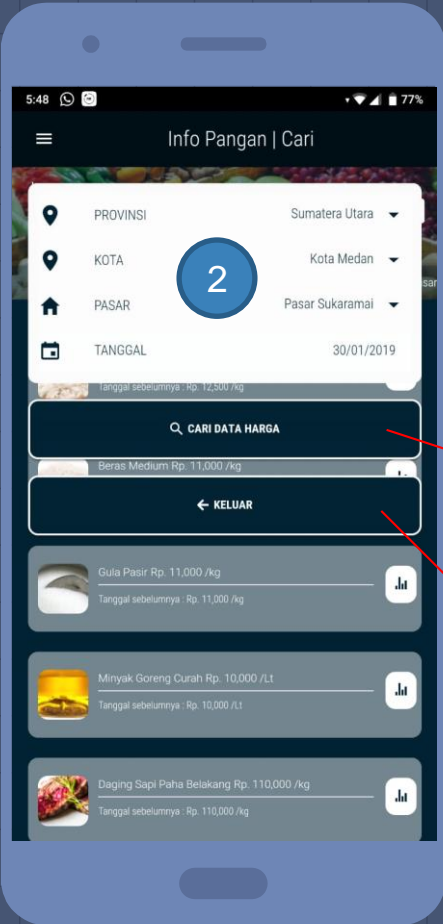 5:48
77%
Info Pangan | Cari
PROVINSI Sumatera Utara
KOTA Kota Medan
2
PASAR Pasar Sukaramai
TANGGAL 30/01/2019
Tanggal sebelumnya : Rp. 12,500 /kg
CARI DATA HARGA
Beras Medium Rp. 11,000 /kg
KELUAR
Gula Pasir Rp. 11,000 /kg
Tanggal sebelumnya : Rp. 11,000 /kg
Minyak Goreng Curah Rp. 10,000 /Lt
Tanggal sebelumnya : Rp. 10,000 /Lt
Daging Sapi Paha Belakang Rp. 110,000 /kg
Tanggal sebelumnya : Rp. 110,000 /kg